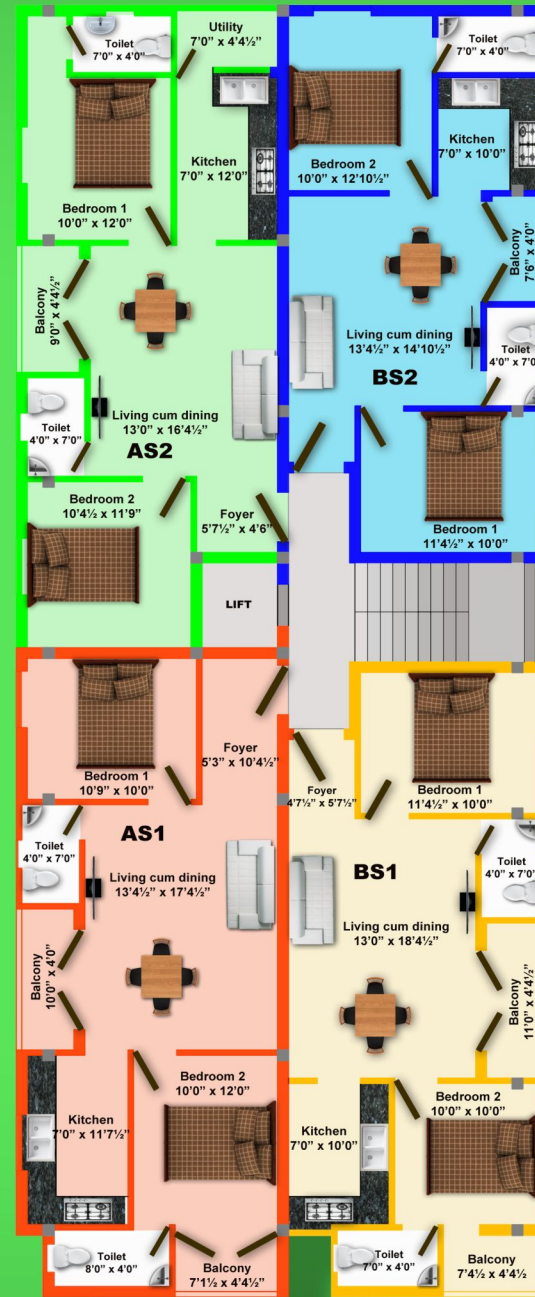 Toilet
7'0” x 4'0”
Utility
7'0” x 4'4½”
Kitchen
7'0” x 12'0”
Bedroom 1
10'0” x 12'0”
Balcony
9'0” x 4'4½”
Living cum dining
13'0” x 16'4½”
AS2
Toilet
4'0” x 7'0”
Bedroom 2
10'4½ x 11'9”
Foyer
5'7½” x 4'6”
LIFT
Toilet
7'0” x 4'0”
Bedroom 2
10'0” x 12'10½”
Kitchen
7'0” x 10'0”
Balcony
7'6” x 4'0”
Living cum dining
13'4½” x 14'10½”
BS2
Toilet
4'0” x 7'0
Bedroom 1
11'4½” x 10'0”
Bedroom 1
10'9” x 10'0”
Foyer
5'3” x 10'4½”
AS1
Toilet
4'0” x 7'0”
Living cum dining
13'4½” x 17'4½”
Balcony
10'0” x 4'0”
Kitchen
7'0” x 11'7½”
Bedroom 2
10'0” x 12'0”
Toilet
8'0” x 4'0”
Balcony
7'1½ x 4'4½”
Foyer
4'7½” x 5'7½”
Bedroom 1
11'4½” x 10'0”
BS1
Toilet
4'0” x 7'0”
Living cum dining
13'0” x 18'4½”
Balcony
11'0” x 4'4½”
Kitchen
7'0” x 10'0”
Bedroom 2
10'0” x 10'0”
Toilet
7'0” x 4'0”
Balcony
7'4½ x 4'4½